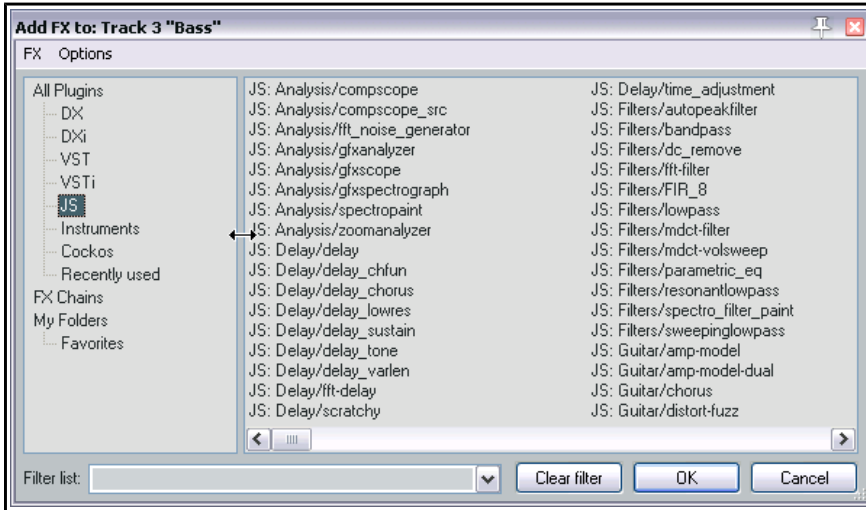 Add FX to: Track 3 "Bass"
FX Options
All Plugins
DX
DXi
VST
VSTi
JS
Instruments
Cockos
Recently used
FX Chains
My Folders
Favorites
JS: Analysis/compscope
JS: Analysis/compscope_src
JS: Analysis/fft_noise_generator
JS: Analysis/gfxanalyzer
JS: Analysis/gfxscope
JS: Analysis/gfxspectrograph
JS: Analysis/spectropaint
JS: Analysis/zoomanalyzer
JS: Delay/delay
JS: Delay/delay_chfun
JS: Delay/delay_chorus
JS: Delay/delay_lowres
JS: Delay/delay_sustain
JS: Delay/delay_tone
JS: Delay/delay_varlen
JS: Delay/fft-delay
JS: Delay/scratchy
JS: Delay/time_adjustment
JS: Filters/autopeakfilter
JS: Filters/bandpass
JS: Filters/dc_remove
JS: Filters/fft-filter
JS: Filters/FIR_8
JS: Filters/lowpass
JS: Filters/mdct-filter
JS: Filters/mdct-volsweep
JS: Filters/parametric_eq
JS: Filters/resonantlowpass
JS: Filters/spectro_filter_paint
JS: Filters/sweepinglowpass
JS: Guitar/amp-model
JS: Guitar/amp-model-dual
JS: Guitar/chorus
JS: Guitar/distort-fuzz
Filter list:
Clear filter
OK
Cancel